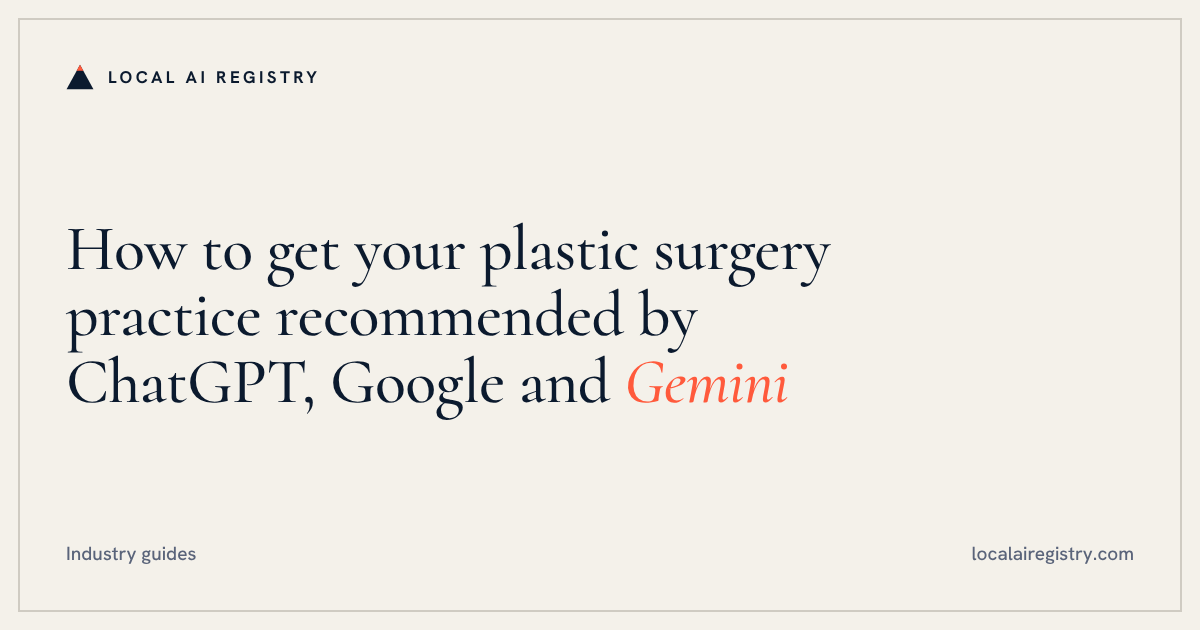 LOCAL AI REGISTRY
How to get your plastic surgery
practice recommended by
ChatGPT, Google and Gemini
Industry guides
localairegistry.com